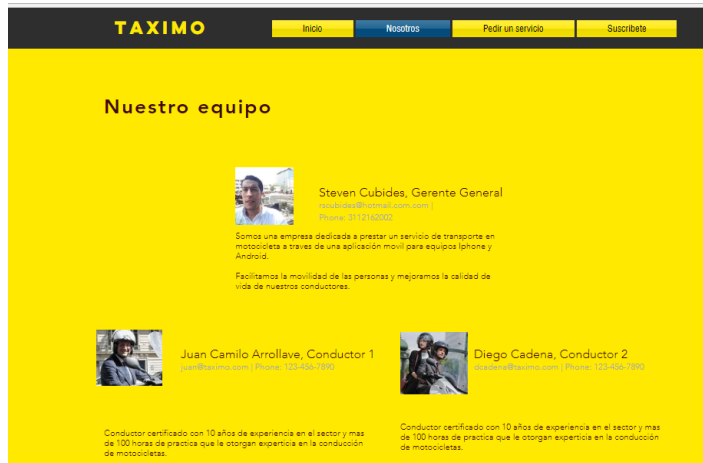 TAXIMO
Inicio
Nosotros
Pedir un servicio
Suscribete
Nuestro equipo
Steven Cubides, Gerente General
rscubides@hotmail.com.com |
Phone: 3112162002
Somos una empresa dedicada a prestar un servicio de transporte en
motocicleta a traves de una aplicación movil para equipos Iphone y
Android.
Facilitamos la movilidad de las personas y mejoramos la calidad de
vida de nuestros conductores.
Juan Camilo Arrollave, Conductor 1
juan@taximo.com | Phone: 123-456-7890
Conductor certificado con 10 años de experiencia en el sector y mas
de 100 horas de practica que le otorgan experticia en la conducción
de motocicletas.
Diego Cadena, Conductor 2
dcadena@taximo.com | Phone: 123-456-7890
Conductor certificado con 10 años de experiencia en el sector y mas
de 100 horas de practica que le otorgan experticia en la conducción de
motocicletas.